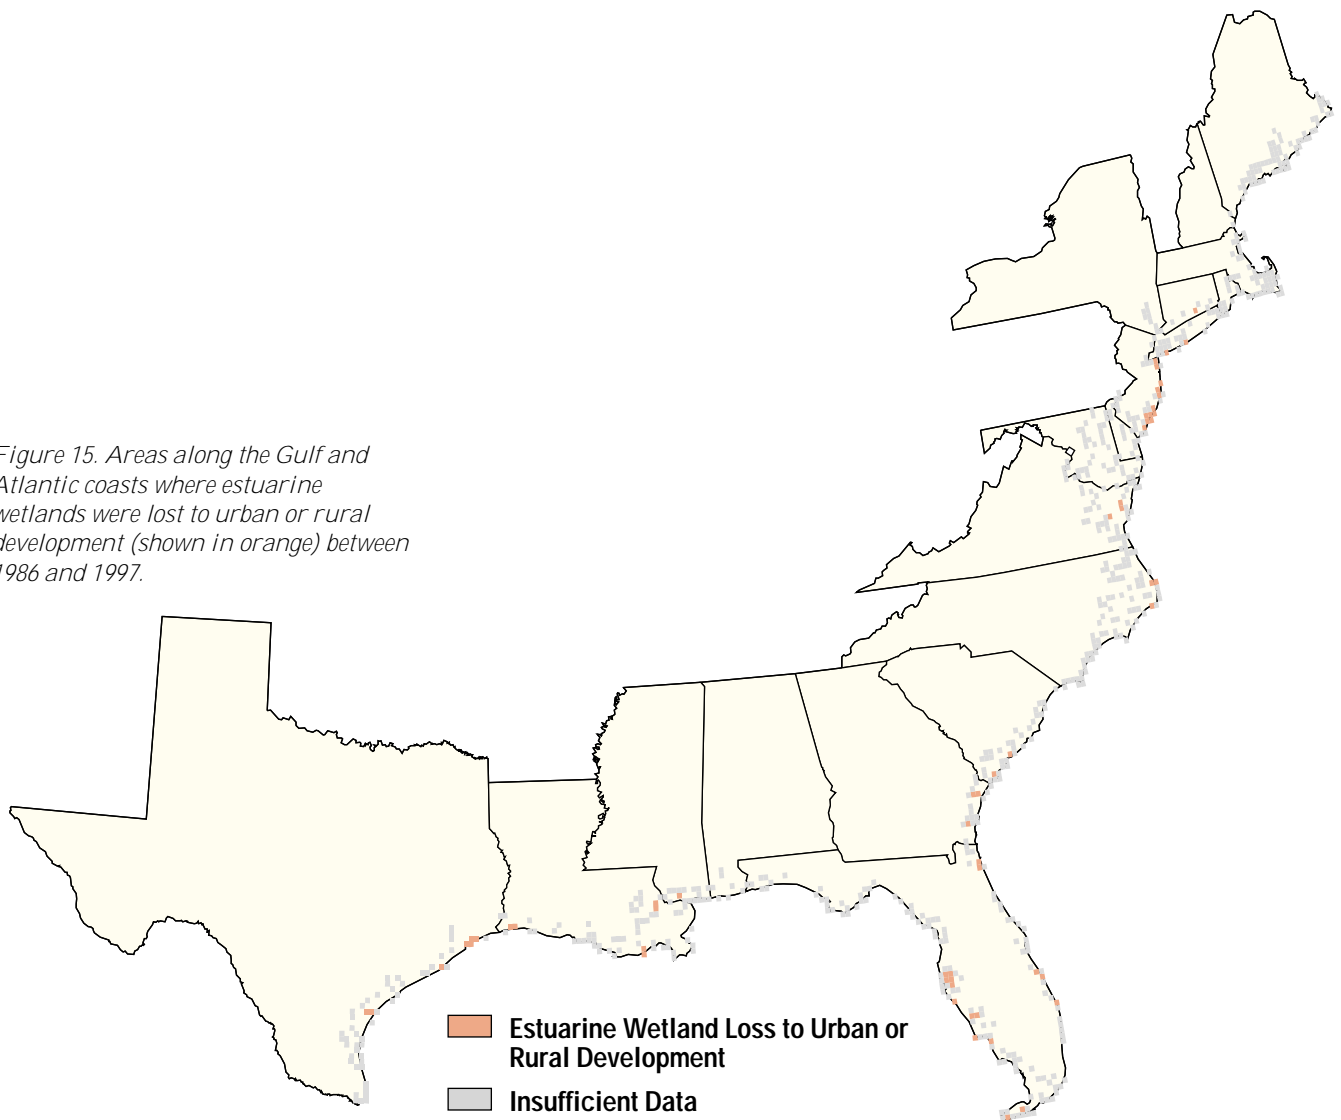 Figure 15. Areas along the Gulf and
Atlantic coasts where estuarine
wetlands were lost to urban or rural
development (shown in orange) between
1986 and 1997.
Estuarine Wetland Loss to Urban or
Rural Development
Insufficient Data